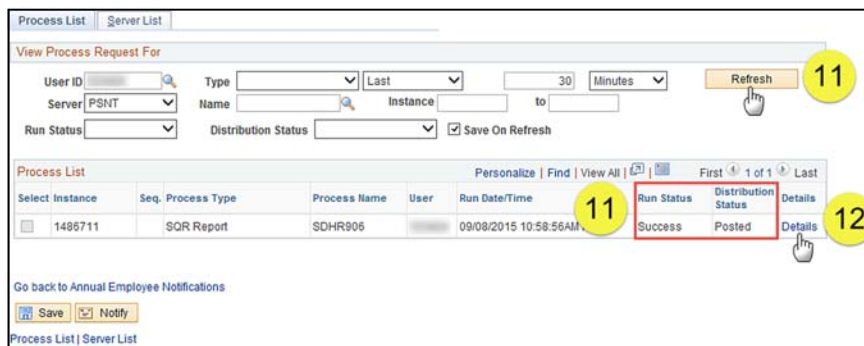 Process List Server List
View Process Request For
User ID Type Last 30 Minutes Refresh 11
Server PSNT Name Instance to
Run Status Distribution Status Save On Refresh
Process List Personalize | Find | View All | | First 1 of 1 Last
Select Instance Seq. Process Type Process Name User Run Date/Time 11 Run Status Distribution Status Details
1486711 SQR Report SDHR906 09/08/2015 10:58:56AM Success Posted Details 12
Go back to Annual Employee Notifications
Save Notify
Process List | Server List